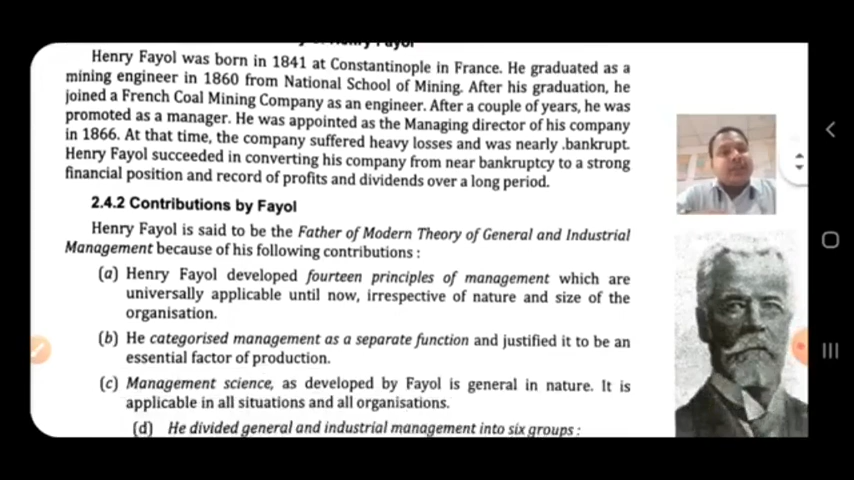 Henry Fayol was born in 1841 at Constantinople in France. He graduated as a
mining engineer in 1860 from National School of Mining. After his graduation, he
joined a French Coal Mining Company as an engineer. After a couple of years, he was
promoted as a manager. He was appointed as the Managing director of his company
in 1866. At that time, the company suffered heavy losses and was nearly .bankrupt.
Henry Fayol succeeded in converting his company from near bankruptcy to a strong
financial position and record of profits and dividends over a long period.
2.4.2 Contributions by Fayol
Henry Fayol is said to be the Father of Modern Theory of General and Industrial
Management because of his following contributions :
(a) Henry Fayol developed fourteen principles of management which are
universally applicable until now, irrespective of nature and size of the
organisation.
(b) He categorised management as a separate function and justified it to be an
essential factor of production.
(c) Management science, as developed by Fayol is general in nature. It is
applicable in all situations and all organisations.
(d) He divided general and industrial management into six groups :